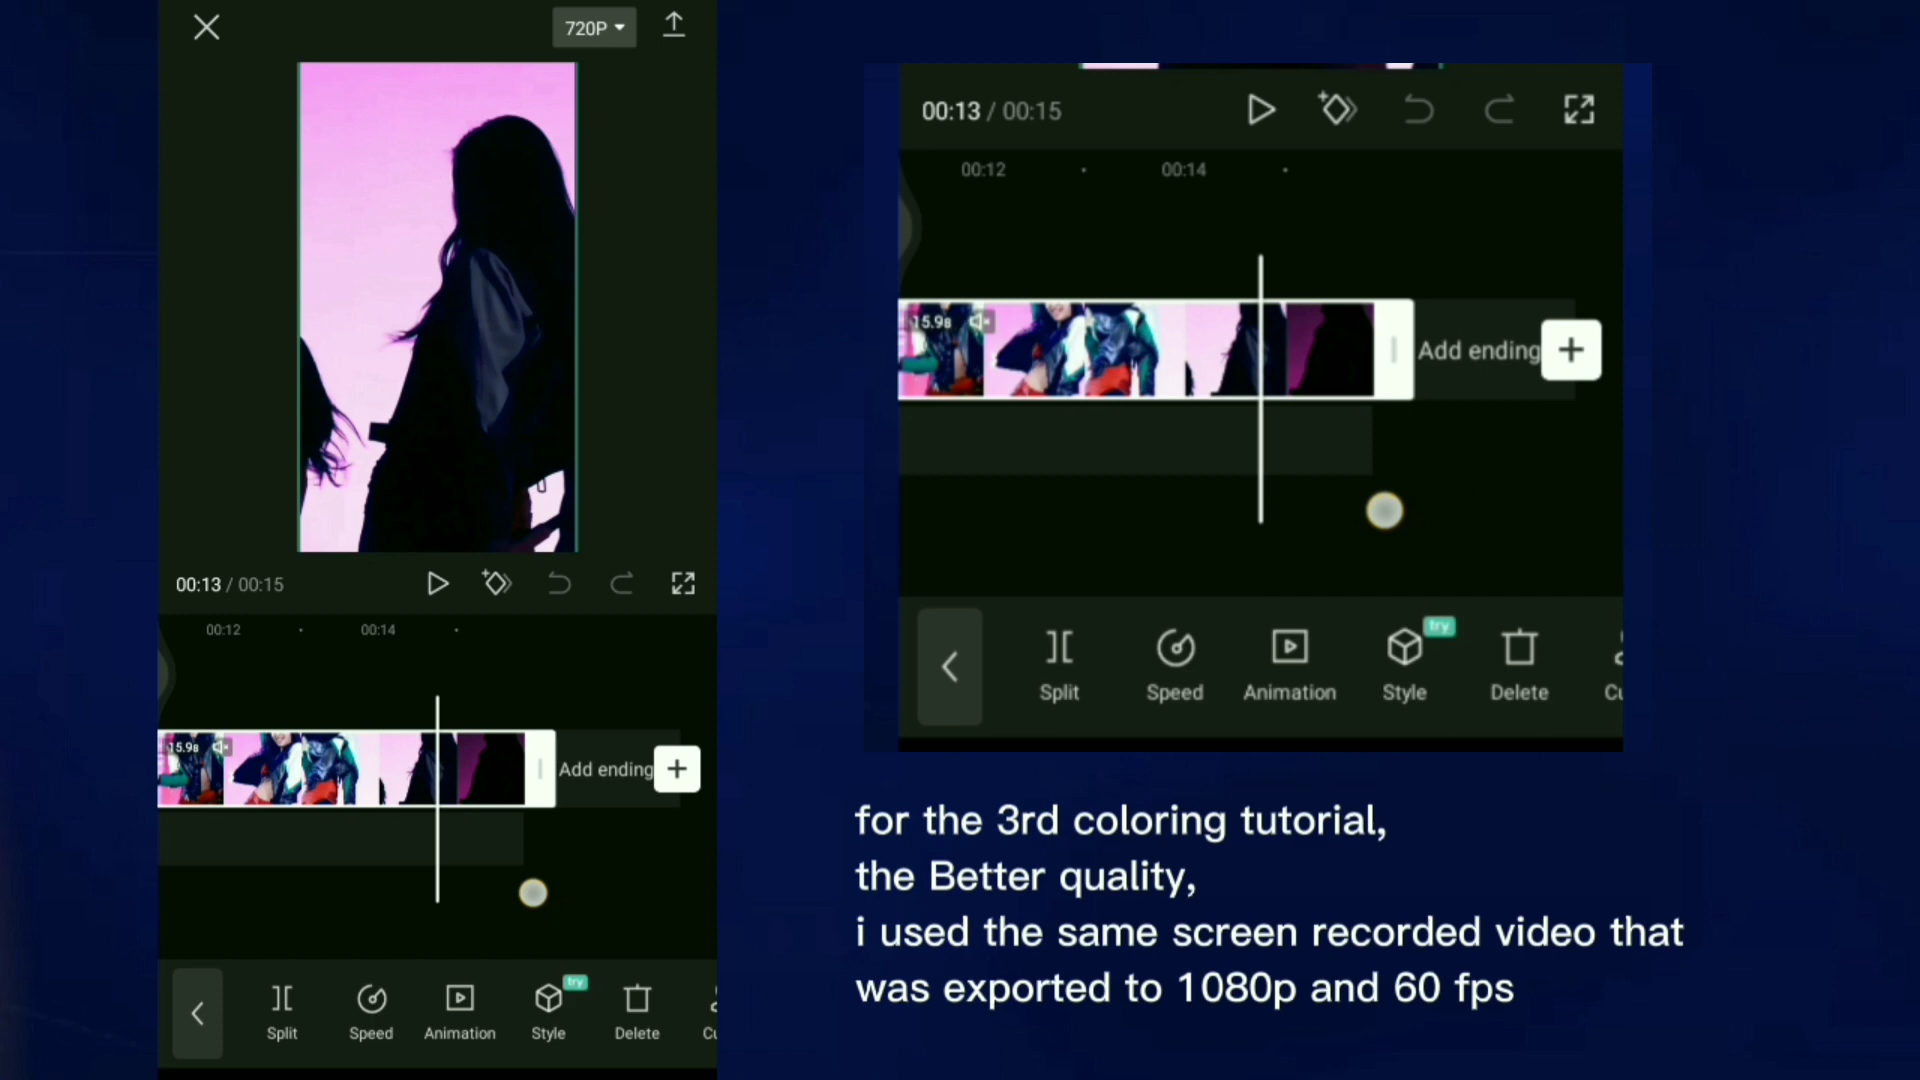 720P
00:13 / 00:15
00:12
00:14
15.9s
Add ending
Split
Speed
Animation
try
Style
Delete
00:13 / 00:15
00:12
00:14
15.9s
Add ending
Split
Speed
Animation
try
Style
Delete
for the 3rd coloring tutorial,
the Better quality,
i used the same screen recorded video that
was exported to 1080p and 60 fps